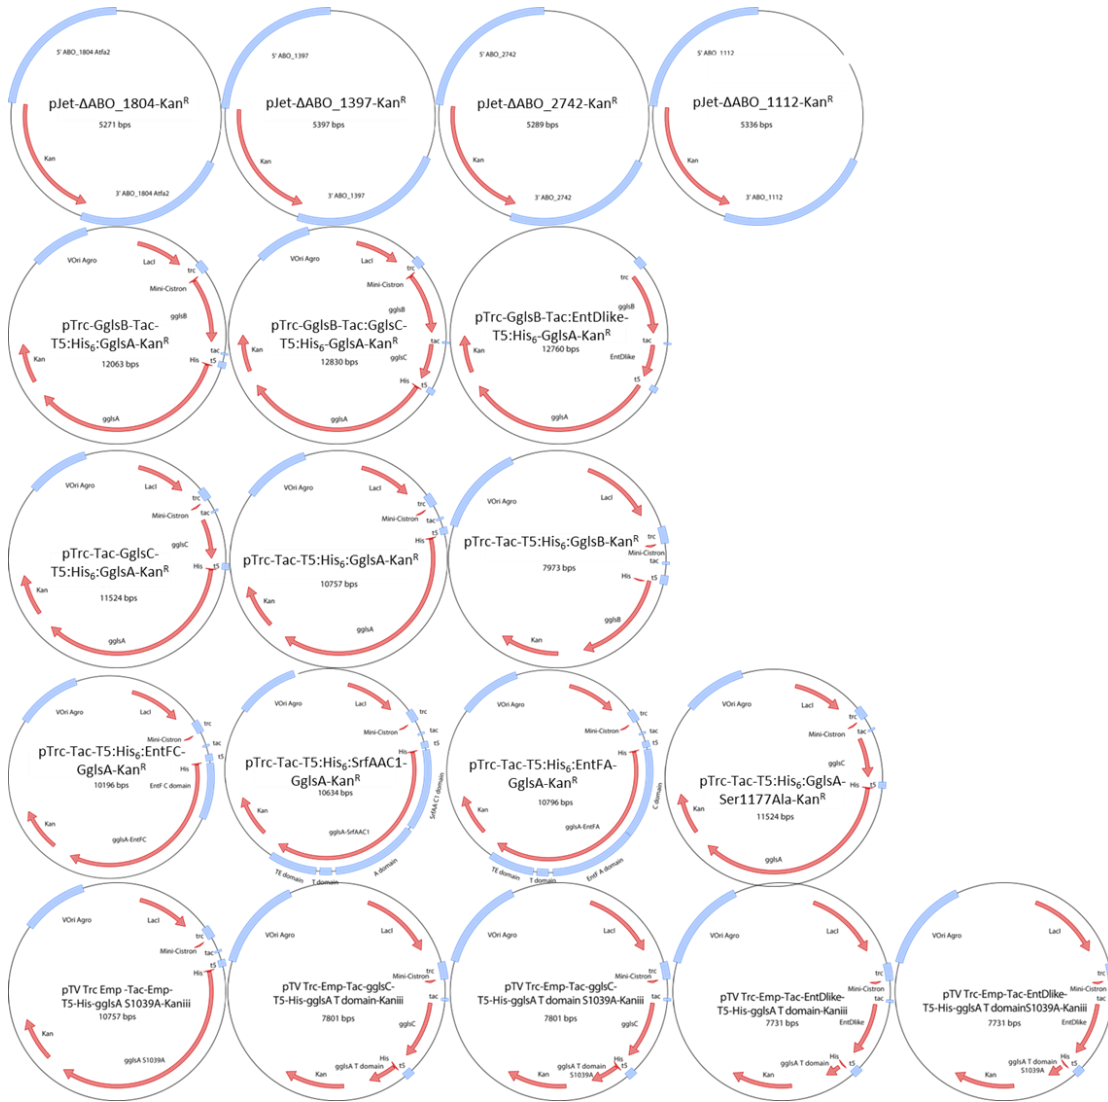 5' ABO_1804 Atfa2
pJet-ΔABO_1804-Kanᴿ
5271 bps
Kan
3' ABO_1804 Atfa2
5' ABO_1397
pJet-ΔABO_1397-Kanᴿ
5397 bps
Kan
3' ABO_1397
5' ABO_2742
pJet-ΔABO_2742-Kanᴿ
5289 bps
Kan
3' ABO_2742
5' ABO_1112
pJet-ΔABO_1112-Kanᴿ
5336 bps
Kan
3' ABO_1112
VOri Agro
LacI
trc
Mini-Cistron
gglsB
pTrc-GglsB-Tac-
T5:His₆:GglsA-Kanᴿ
12063 bps
tac
His
t5
Kan
gglsA
VOri Agro
LacI
trc
Mini-Cistron
gglsB
pTrc-GglsB-Tac:GglsC-
T5:His₆-GglsA-Kanᴿ
12830 bps
tac
gglsC
His
t5
Kan
gglsA
trc
gglsB
pTrc-GglsB-Tac:EntDlike-
T5:His₆-GglsA-Kanᴿ
12760 bps
tac
EntDlike
t5
Kan
gglsA
VOri Agro
LacI
trc
Mini-Cistron
tac
gglsC
pTrc-Tac-GglsC-
T5:His₆:GglsA-Kanᴿ
11524 bps
His
t5
Kan
gglsA
VOri Agro
LacI
trc
Mini-Cistron
tac
t5
His
pTrc-Tac-T5:His₆:GglsA-Kanᴿ
10757 bps
Kan
gglsA
VOri Agro
LacI
trc
pTrc-Tac-T5:His₆:GglsB-Kanᴿ
Mini-Cistron
tac
7973 bps
His
t5
gglsB
Kan
VOri Agro
LacI
trc
Mini-Cistron
tac
t5
His
pTrc-Tac-T5:His₆:EntFC-
GglsA-Kanᴿ
10196 bps
EntF C domain
Kan
gglsA-EntFC
VOri Agro
LacI
trc
Mini-Cistron
tac
t5
His
pTrc-Tac-T5:His₆:SrfAAC1-
GglsA-Kanᴿ
10634 bps
SrfAA C1 domain
Kan
gglsA-SrfAAC1
TE domain
T domain
A domain
VOri Agro
LacI
trc
Mini-Cistron
tac
t5
His
pTrc-Tac-T5:His₆:EntFA-
GglsA-Kanᴿ
10796 bps
C domain
Kan
gglsA-EntFA
TE domain
T domain
EntF A domain
VOri Agro
LacI
trc
Mini-Cistron
tac
gglsC
pTrc-Tac-T5:His₆:GglsA-
Ser1177Ala-Kanᴿ
11524 bps
His
t5
Kan
gglsA
VOri Agro
LacI
trc
Mini-Cistron
tac
t5
His
pTV Trc Emp -Tac-Emp-
T5-His-gglsA S1039A-Kaniii
10757 bps
Kan
gglsA S1039A
VOri Agro
LacI
trc
Mini-Cistron
tac
pTV Trc-Emp-Tac-gglsC-
T5-His-gglsA T domain-Kaniii
7801 bps
gglsC
His
gglsA T domain
t5
Kan
VOri Agro
LacI
trc
Mini-Cistron
tac
pTV Trc-Emp-Tac-ggsC-
T5-His-gglsA T domain S1039A-Kaniii
7801 bps
gglsC
His
gglsA T domain
S1039A
t5
Kan
VOri Agro
LacI
trc
Mini-Cistron
tac
pTV Trc-Emp-Tac-EntDlike-
T5-His-gglsA T domain-Kaniii
7731 bps
EntDlike
His
gglsA T domain
t5
Kan
VOri Agro
LacI
trc
Mini-Cistron
tac
pTV Trc-Emp-Tac-EntDlike-
T5-His-gglsA T domainS1039A-Kaniii
7731 bps
EntDlike
His
gglsA T domain
S1039A
t5
Kan